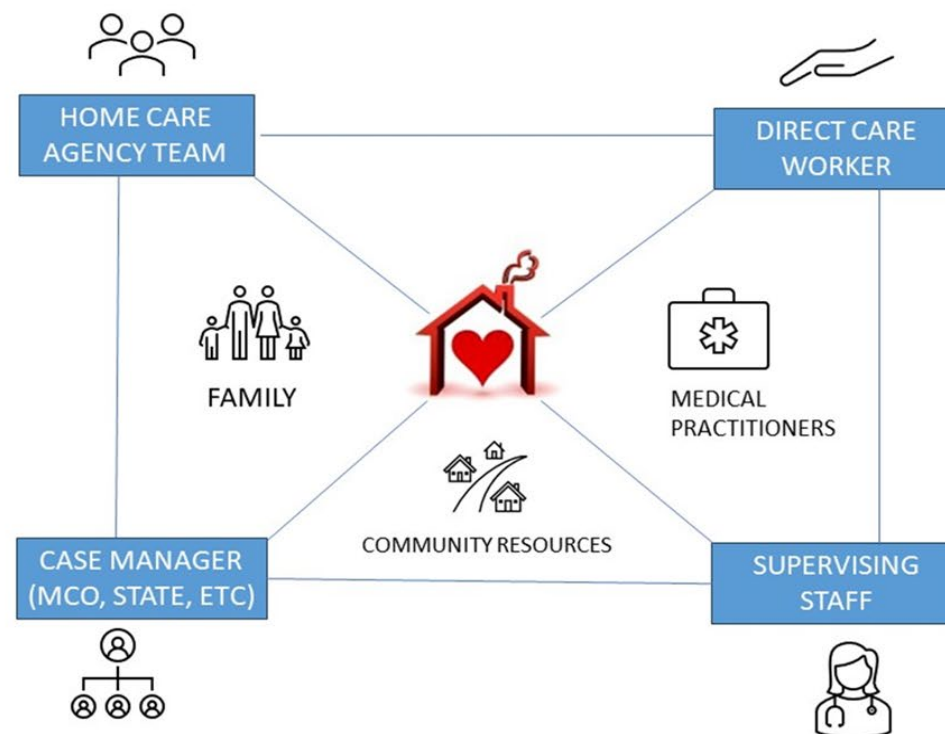 HOME CARE
AGENCY TEAM
DIRECT CARE
WORKER
FAMILY
MEDICAL
PRACTITIONERS
COMMUNITY RESOURCES
CASE MANAGER
(MCO, STATE, ETC)
SUPERVISING
STAFF